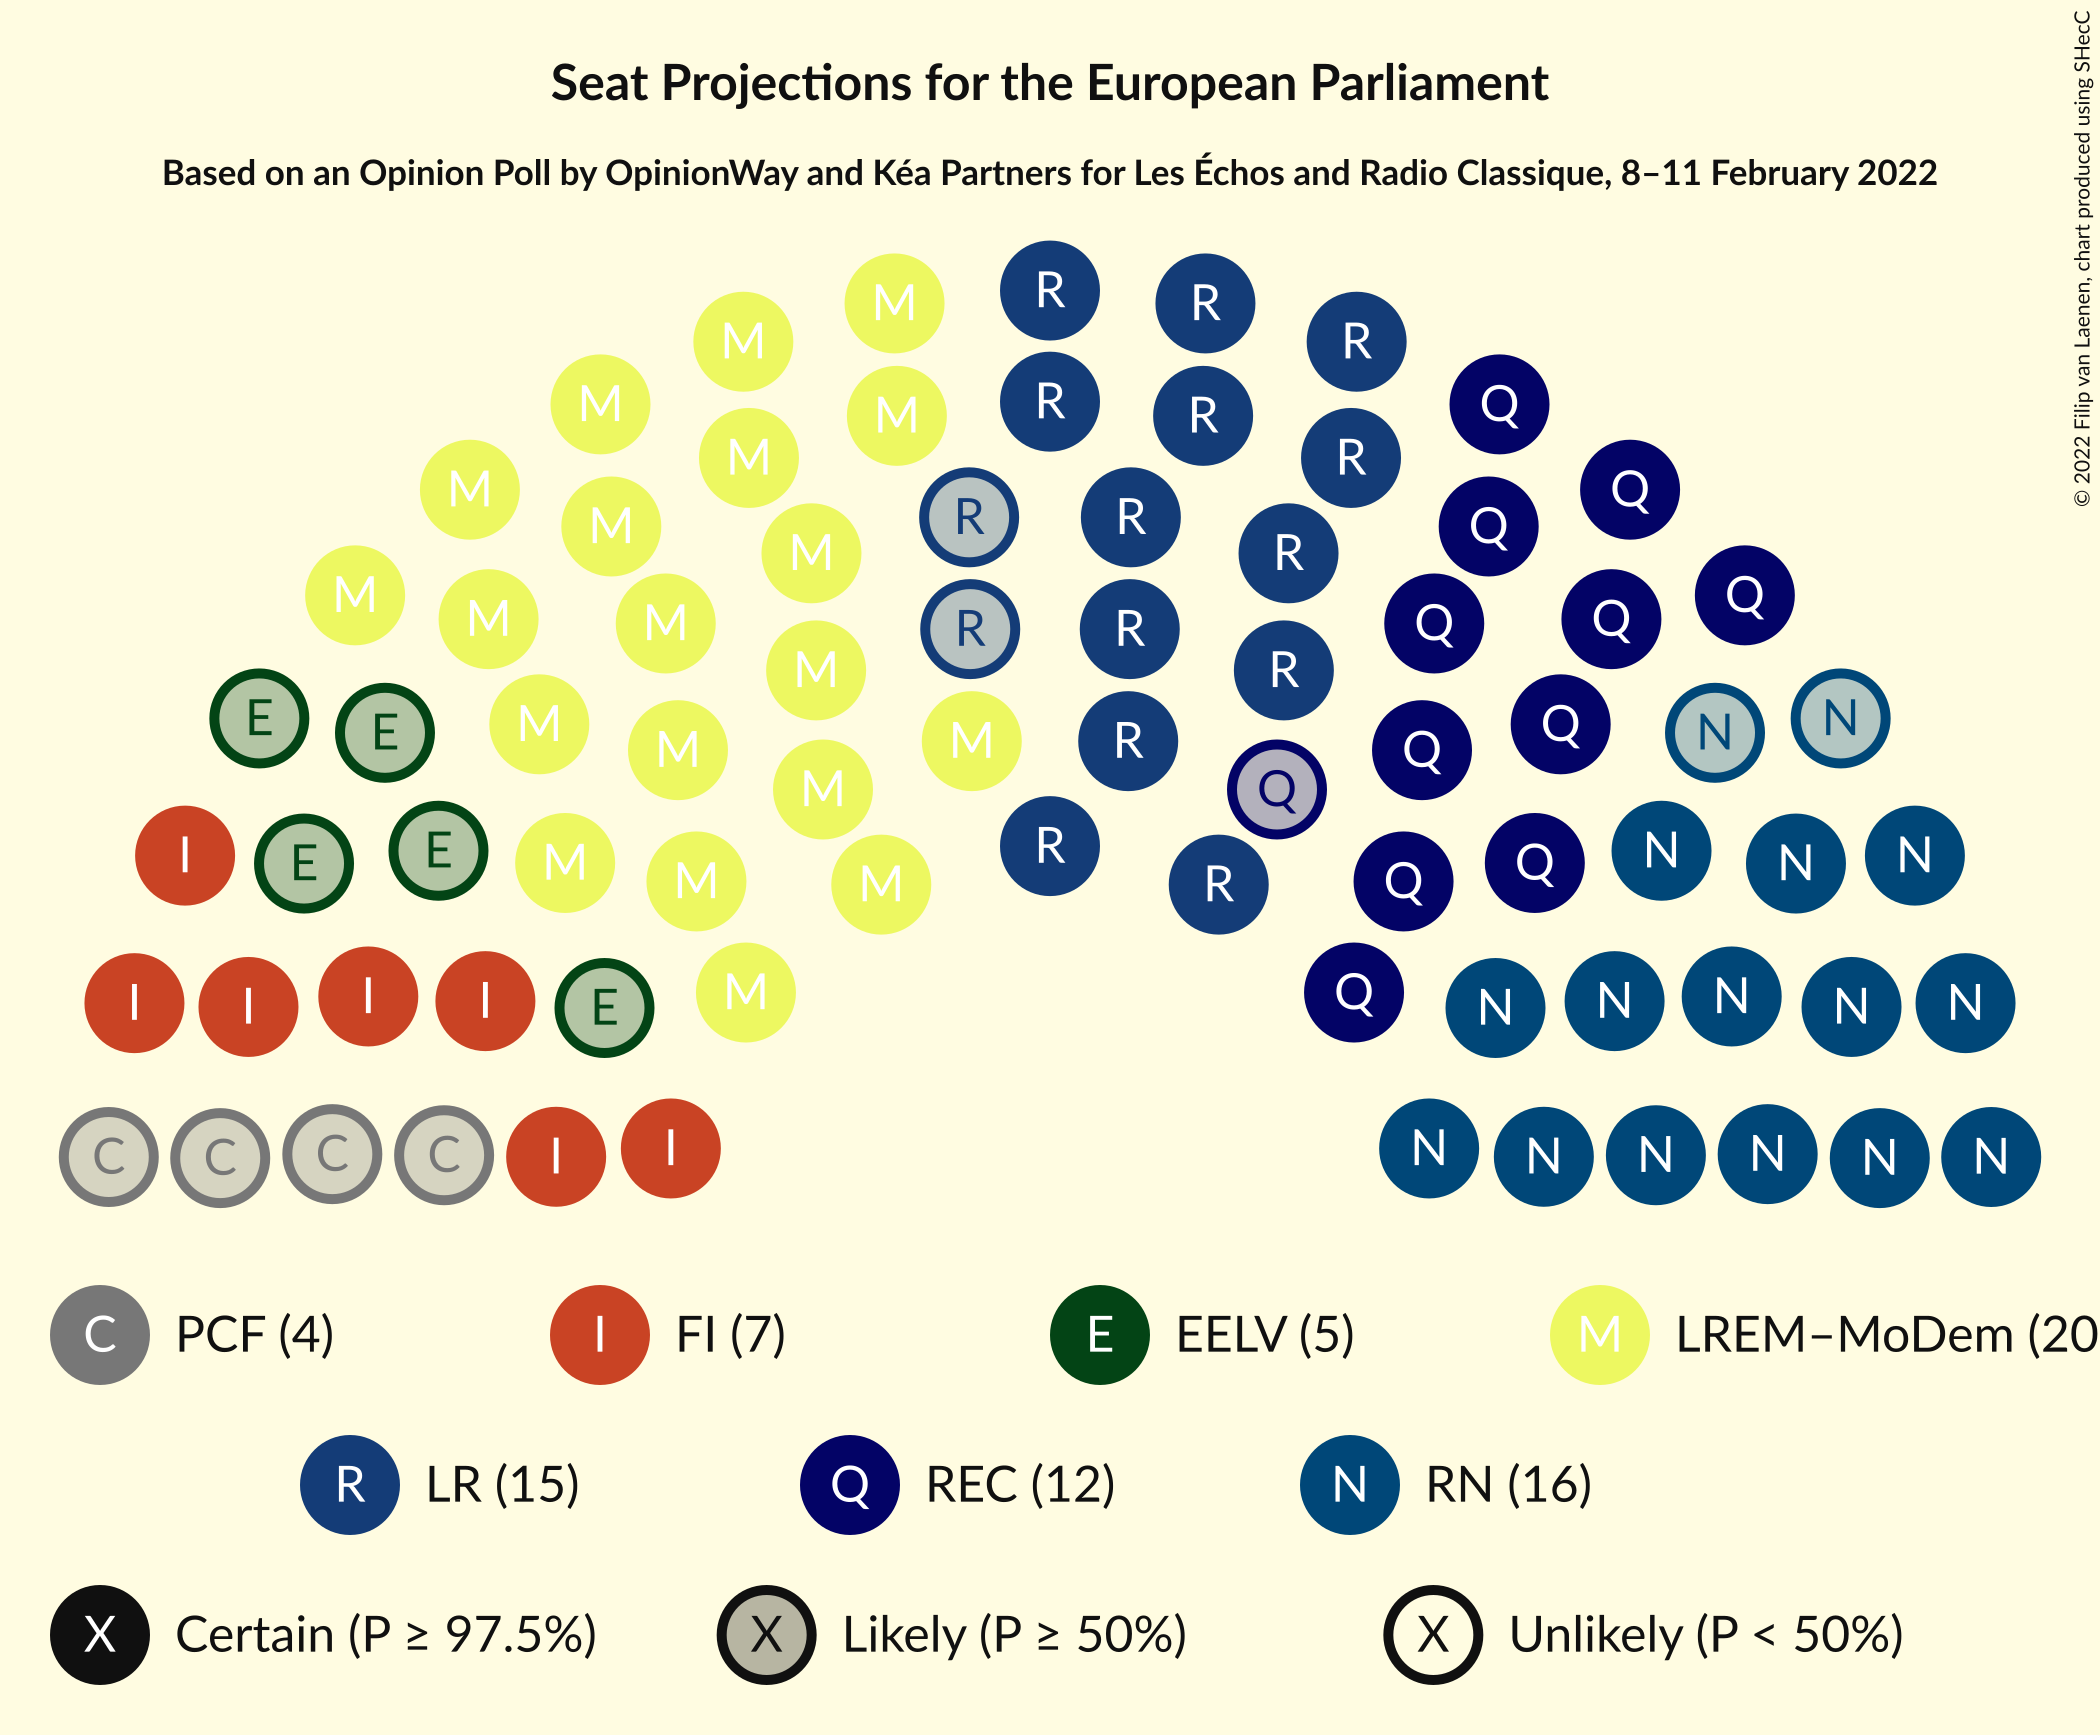 Seat Projections for the European Parliament
Based on an Opinion Poll by OpinionWay and Kéa Partners for Les Échos and Radio Classique, 8–11 February 2022
© 2022 Filip van Laenen, chart produced using SHecC
R
M R
M R
M R M R
M Q
M R
M R
M Q
R R
M Q
M R
M Q
M Q
M Q
R R
M R
E N
E N
M Q
M R
M Q
M Q
R
I N
E N
E N
M Q
M Q
M R
M Q
I I I I E M Q N N N N N
C C C C I I N N N N N N
C PCF (4) I FI (7) E EELV (5) M LREM–MoDem (20
R LR (15) Q REC (12) N RN (16)
X Certain (P ≥ 97.5%) X Likely (P ≥ 50%) X Unlikely (P < 50%)